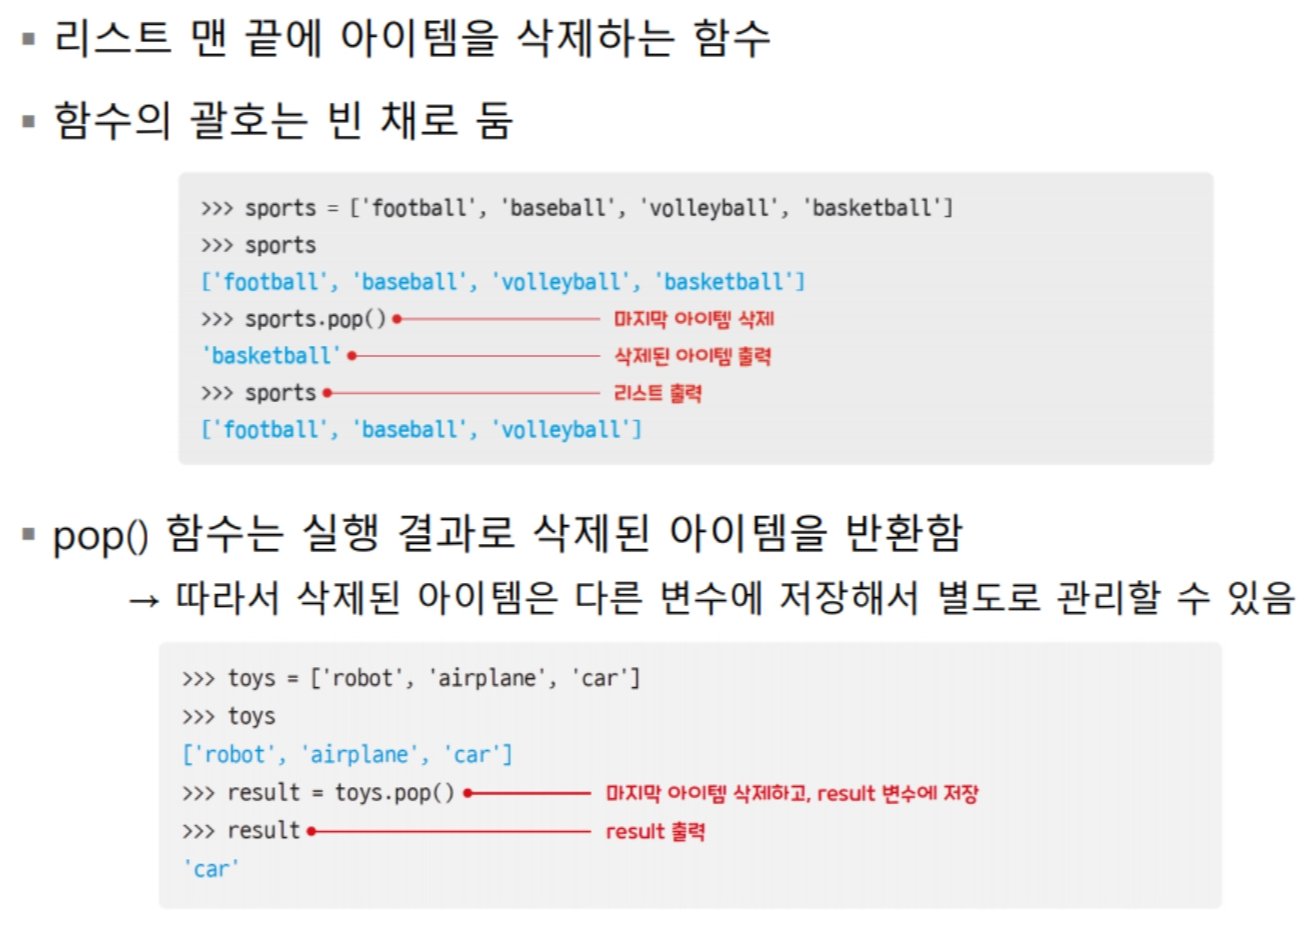 ▪ 리스트 맨 끝에 아이템을 삭제하는 함수
▪ 함수의 괄호는 빈 채로 둠
>>> sports = ['football', 'baseball', 'volleyball', 'basketball']
>>> sports
['football', 'baseball', 'volleyball', 'basketball']
>>> sports.pop() 마지막 아이템 삭제
'basketball' 삭제된 아이템 출력
>>> sports 리스트 출력
['football', 'baseball', 'volleyball']
▪ pop() 함수는 실행 결과로 삭제된 아이템을 반환함
→ 따라서 삭제된 아이템은 다른 변수에 저장해서 별도로 관리할 수 있음
>>> toys = ['robot', 'airplane', 'car']
>>> toys
['robot', 'airplane', 'car']
>>> result = toys.pop() 마지막 아이템 삭제하고, result 변수에 저장
>>> result result 출력
'car'